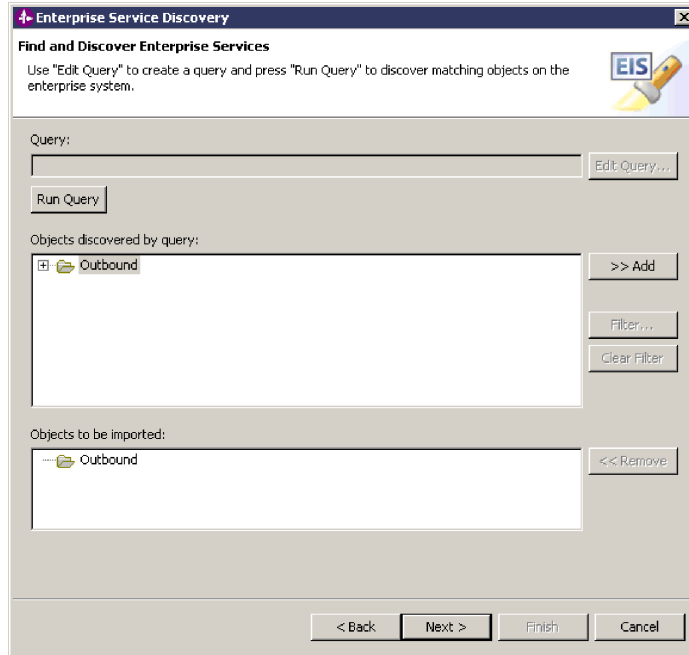 Enterprise Service Discovery
Find and Discover Enterprise Services
Use "Edit Query" to create a query and press "Run Query" to discover matching objects on the
enterprise system.
EIS
Query:
Edit Query...
Run Query
Objects discovered by query:
Outbound
>> Add
Filter...
Clear Filter
Objects to be imported:
Outbound
<< Remove
< Back Next > Finish Cancel